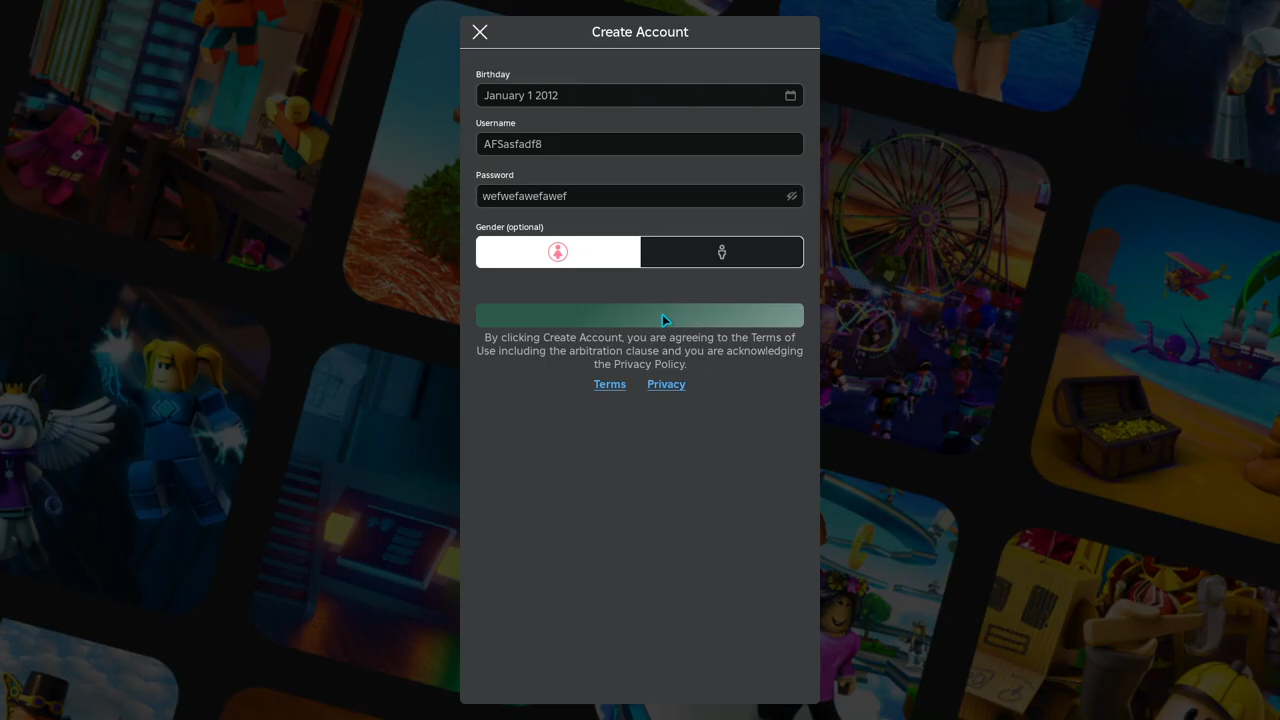 Create Account
Birthday
January 1 2012
Username
AFSasfadf8
Password
wefwefawefawef
Gender (optional)
By clicking Create Account, you are agreeing to the Terms of
Use including the arbitration clause and you are acknowledging
the Privacy Policy.
Terms Privacy